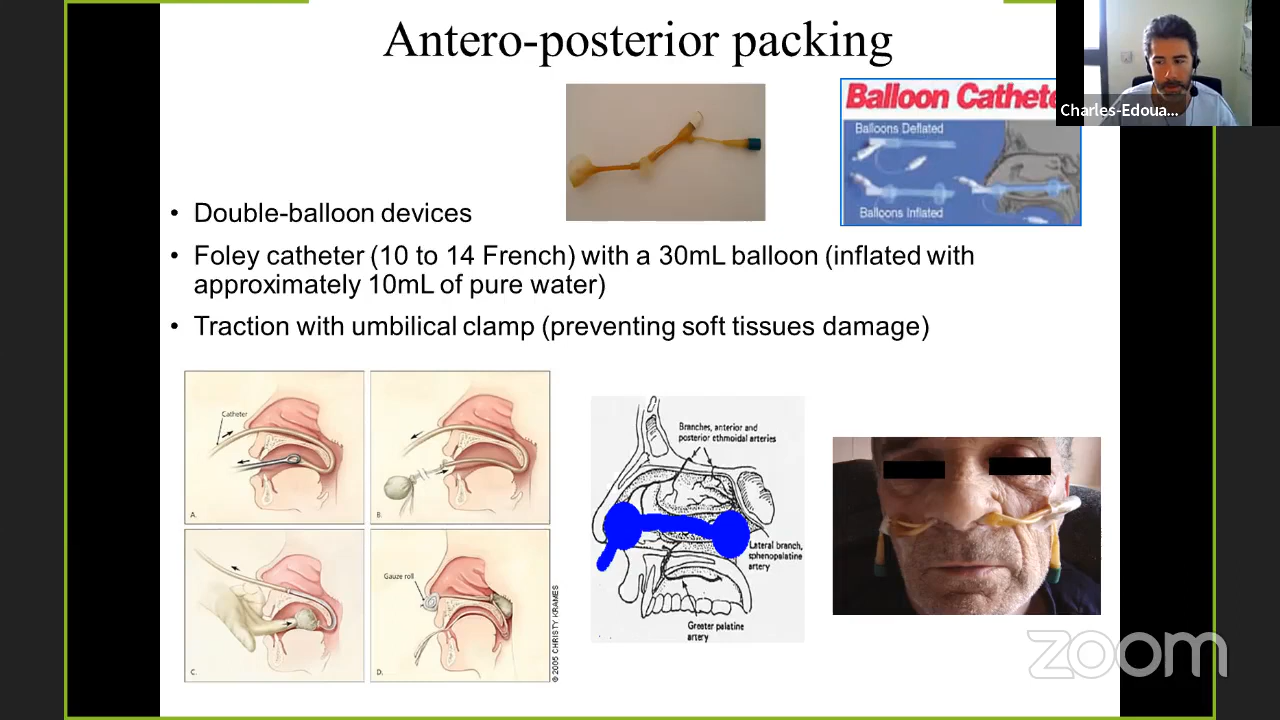 Antero-posterior packing
Balloon Cathete
Charles-Edoua...
Balloons Deflated
Balloons Inflated
• Double-balloon devices
• Foley catheter (10 to 14 French) with a 30mL balloon (inflated with
approximately 10mL of pure water)
• Traction with umbilical clamp (preventing soft tissues damage)
Catheter
A.
B.
Gauze roll
C.
D.
© 2005 CHRISTY KRAMES
Branches, anterior and
posterior ethmoidal arteries
Lateral branch,
sphenopalatine
artery
Greater palatine
artery
zoom